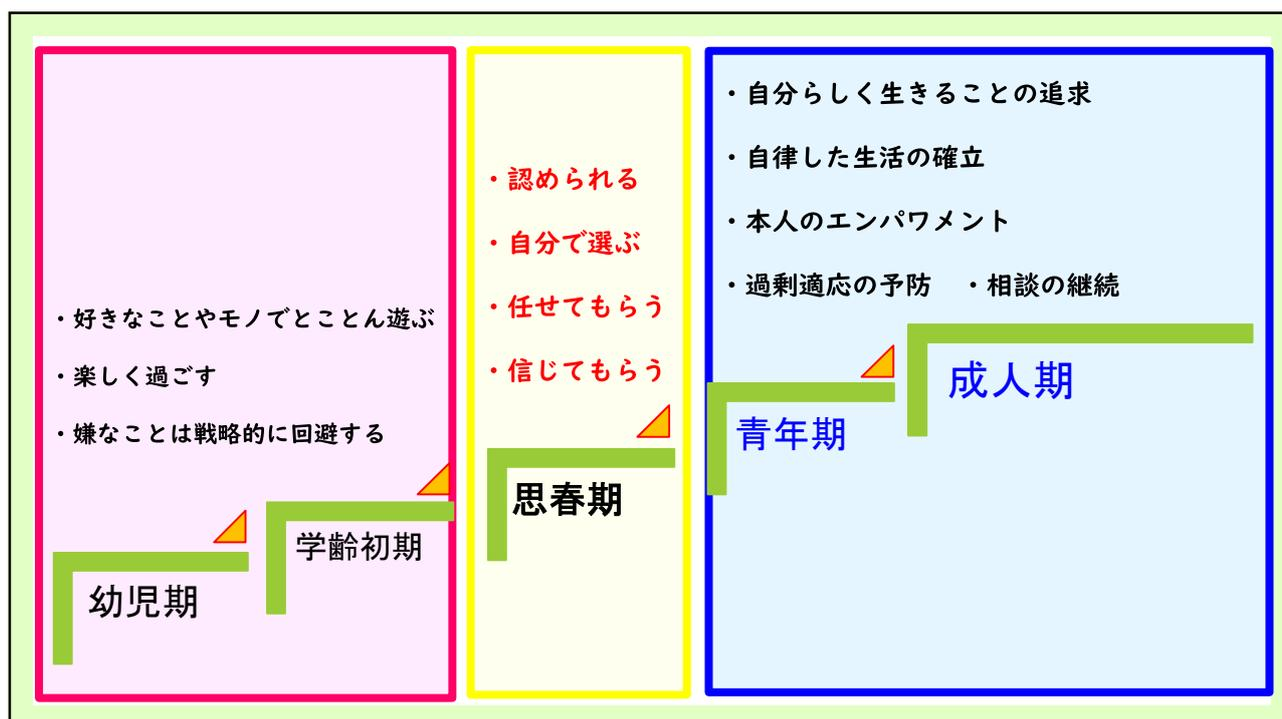 ・好きなことやモノでとことん遊ぶ
・楽しく過ごす
・嫌なことは戦略的に回避する
幼児期
学齢初期
・認められる
・自分で選ぶ
・任せてもらう
・信じてもらう
思春期
・自分らしく生きることの追求
・自律した生活の確立
・本人のエンパワメント
・過剰適応の予防　・相談の継続
青年期
成人期